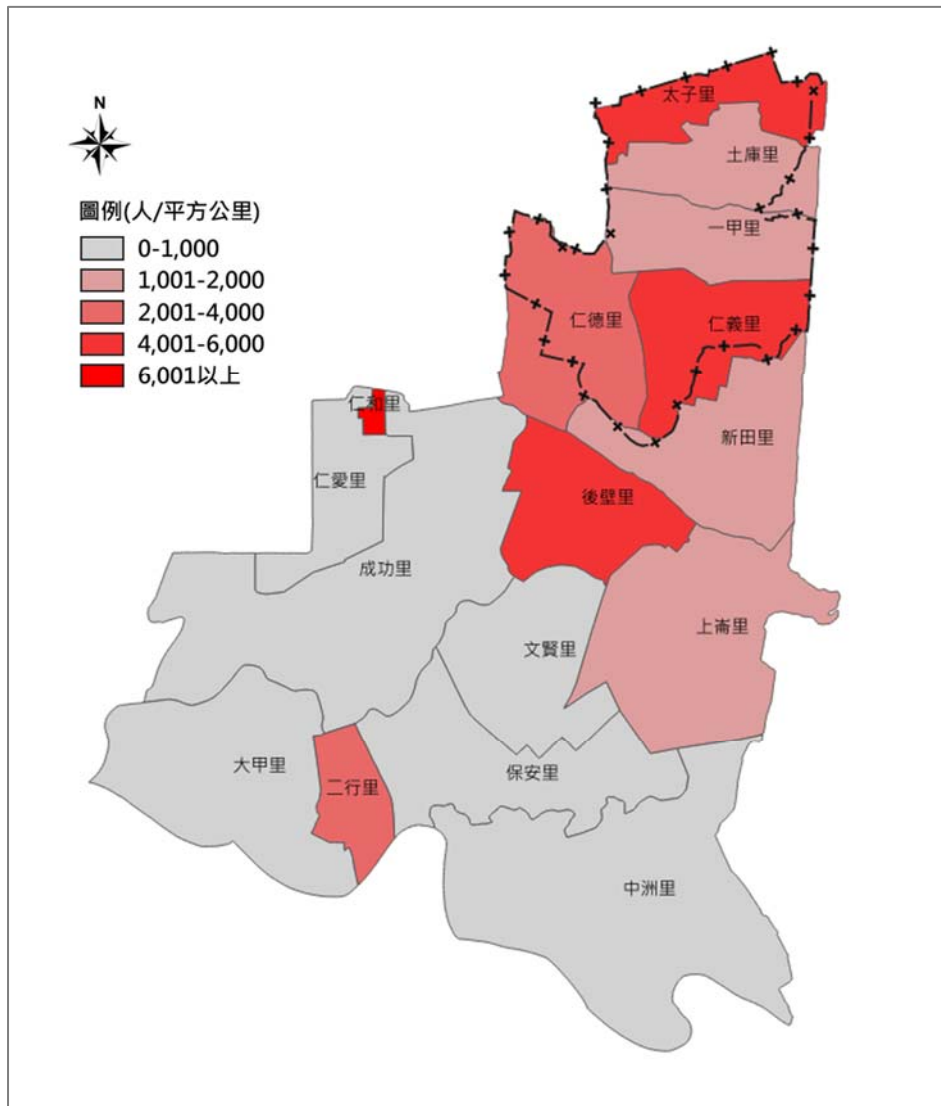 N
圖例(人/平方公里)
0-1,000
1,001-2,000
2,001-4,000
4,001-6,000
6,001以上
太子里
土庫里
一甲里
仁德里
仁義里
仁和里
新田里
仁愛里
後壁里
成功里
上崙里
文賢里
大甲里
保安里
二行里
中洲里